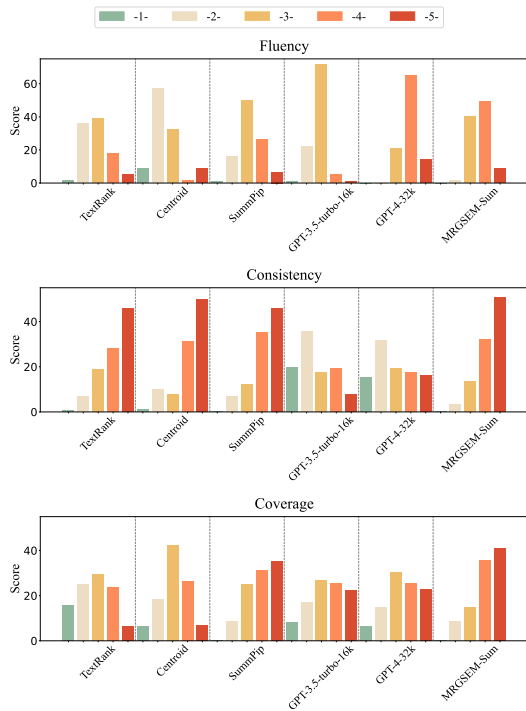 -1- -2- -3- -4- -5-
Fluency
Score
60
40
20
0
TextRank Centroid SummPip GPT-3.5-turbo-16k GPT-4-32k MRGSEM-Sum
Consistency
Score
40
20
0
TextRank Centroid SummPip GPT-3.5-turbo-16k GPT-4-32k MRGSEM-Sum
Coverage
Score
40
20
0
TextRank Centroid SummPip GPT-3.5-turbo-16k GPT-4-32k MRGSEM-Sum